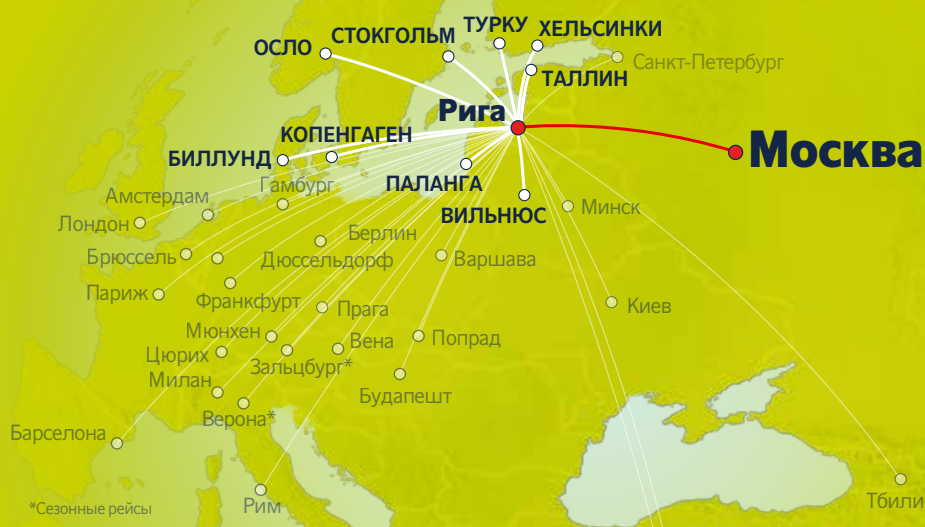 ТУРКУ
ХЕЛЬСИНКИ
СТОКГОЛЬМ
ОСЛО
Санкт-Петербург
ТАЛЛИН
Рига
КОПЕНГАГЕН
Москва
БИЛЛУНД
ПАЛАНГА
Гамбург
Амстердам
ВИЛЬНЮС
Минск
Лондон
Берлин
Брюссель
Дюссельдорф
Варшава
Париж
Франкфурт
Прага
Киев
Мюнхен
Вена
Попрад
Цюрих
Зальцбург*
Милан
Будапешт
Верона*
Барселона
Тбили
Рим
*Сезонные рейсы